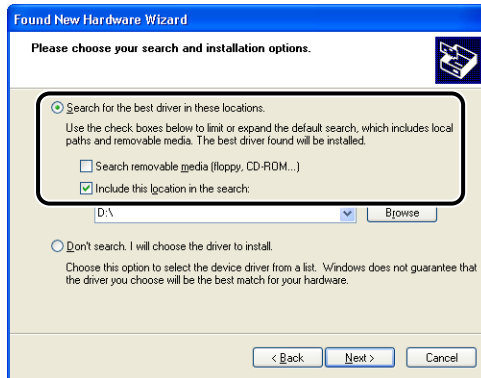 Found New Hardware Wizard
Please choose your search and installation options.
Search for the best driver in these locations.
Use the check boxes below to limit or expand the default search, which includes local
paths and removable media. The best driver found will be installed.
Search removable media (floppy, CD-ROM...)
Include this location in the search:
D:\
Browse
Don't search. I will choose the driver to install.
Choose this option to select the device driver from a list. Windows does not guarantee that
the driver you choose will be the best match for your hardware.
< Back Next > Cancel